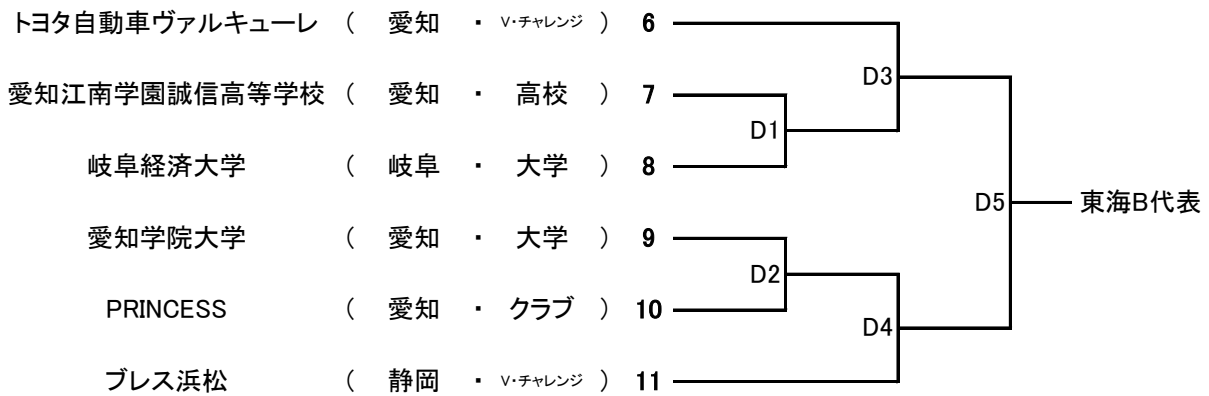 トヨタ自動車ヴァルキューレ ( 愛知 ・ V・チャレンジ ) 6
D3
愛知江南学園誠信高等学校 ( 愛知 ・ 高校 ) 7
D1
岐阜経済大学 ( 岐阜 ・ 大学 ) 8
D5 東海B代表
愛知学院大学 ( 愛知 ・ 大学 ) 9
D2
PRINCESS ( 愛知 ・ クラブ ) 10
D4
ブレス浜松 ( 静岡 ・ V・チャレンジ ) 11